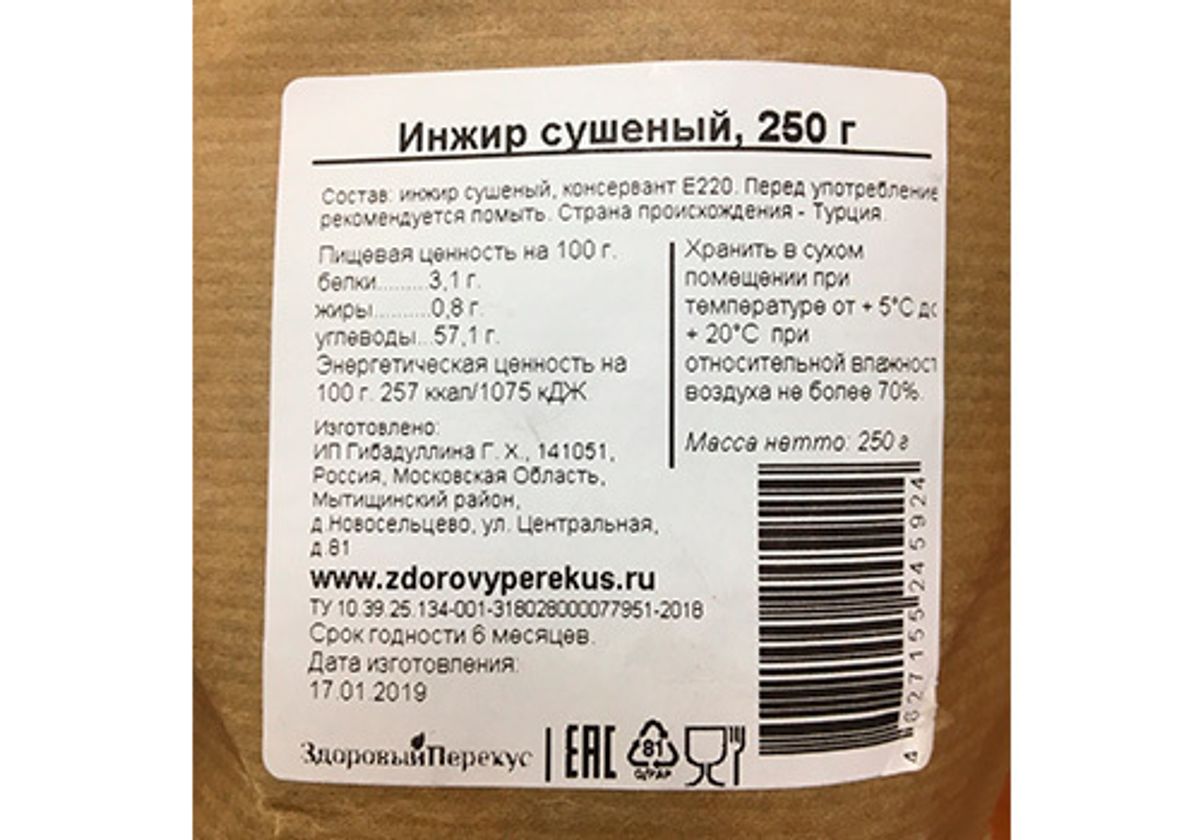 Инжир сушеный, 250 г
Состав: инжир сушеный, консервант Е220. Перед употребление
рекомендуется помыть. Страна происхождения - Турция.
Пищевая ценность на 100 г.
белки.........3,1 г.
жиры..........0,8 г.
углеводы...57,1 г.
Энергетическая ценность на
100 г. 257 ккал/1075 кДЖ
Хранить в сухом
помещении при
температуре от + 5°С до
+ 20°С при
относительной влажност
воздуха не более 70%.
Масса нетто: 250 г
Изготовлено:
ИП Гибадуллина Г. Х., 141051,
Россия, Московская Область,
Мытищинский район,
д.Новосельцево, ул. Центральная,
д.81
www.zdorovyperekus.ru
ТУ 10.39.25.134-001-318028000077951-2018
Срок годности 6 месяцев.
Дата изготовления:
17.01.2019
4627155245924
ЗдоровыйПерекус
EAC
81
C/PAP